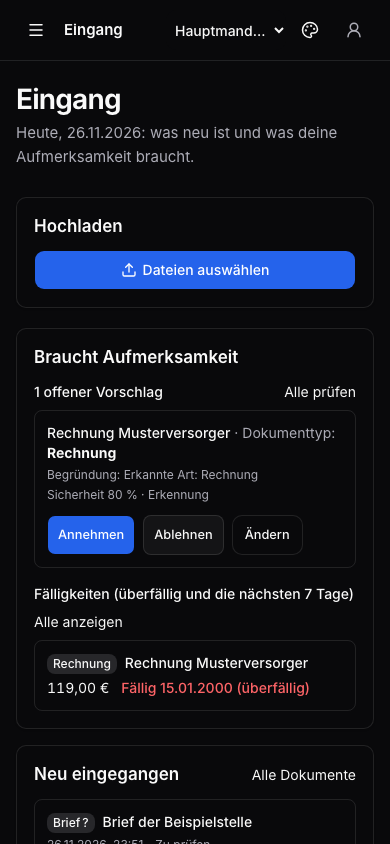 Eingang
Hauptmand...
Eingang
Heute, 26.11.2026: was neu ist und was deine
Aufmerksamkeit braucht.
Hochladen
Dateien auswählen
Braucht Aufmerksamkeit
1 offener Vorschlag
Alle prüfen
Rechnung Musterversorger · Dokumenttyp:
Rechnung
Begründung: Erkannte Art: Rechnung
Sicherheit 80 % · Erkennung
Annehmen
Ablehnen
Ändern
Fälligkeiten (überfällig und die nächsten 7 Tage)
Alle anzeigen
Rechnung
Rechnung Musterversorger
119,00 €
Fällig 15.01.2000 (überfällig)
Neu eingegangen
Alle Dokumente
Brief?
Brief der Beispielstelle